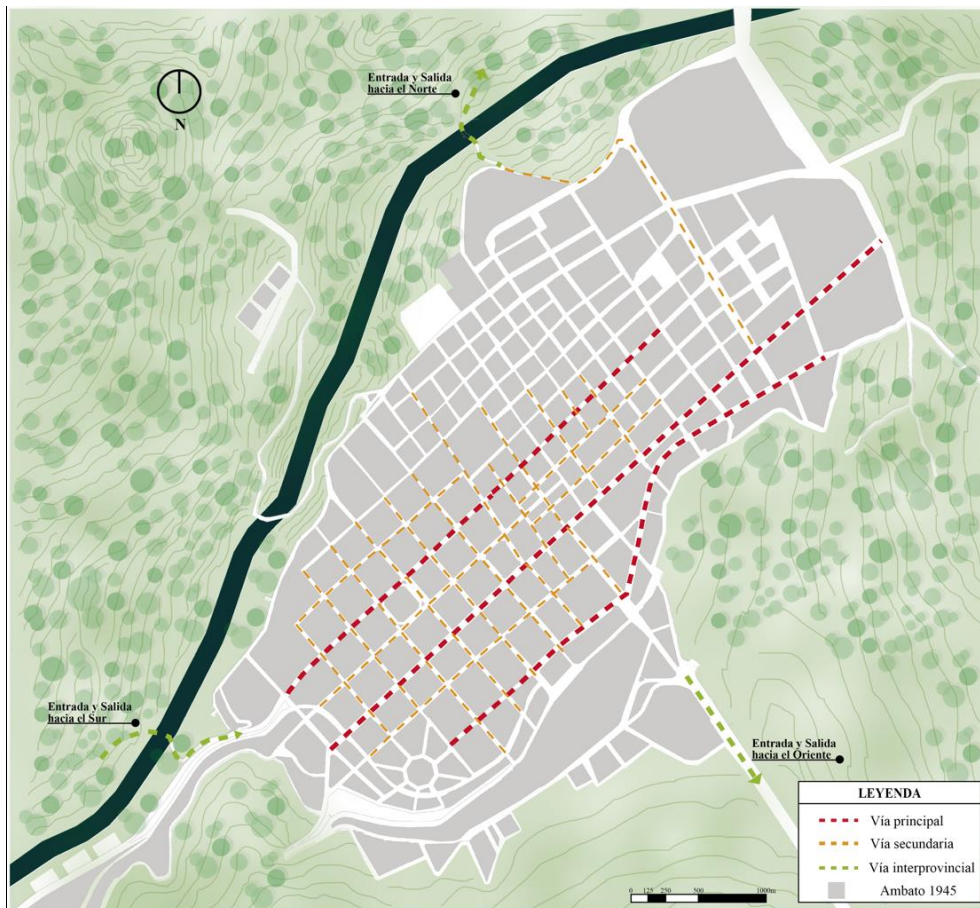 Entrada y Salida
hacia el Norte
N
Entrada y Salida
hacia el Sur
Entrada y Salida
hacia el Oriente
LEYENDA
Vía principal
Vía secundaria
Vía interprovincial
Ambato 1945
0 125 250 500 1000m